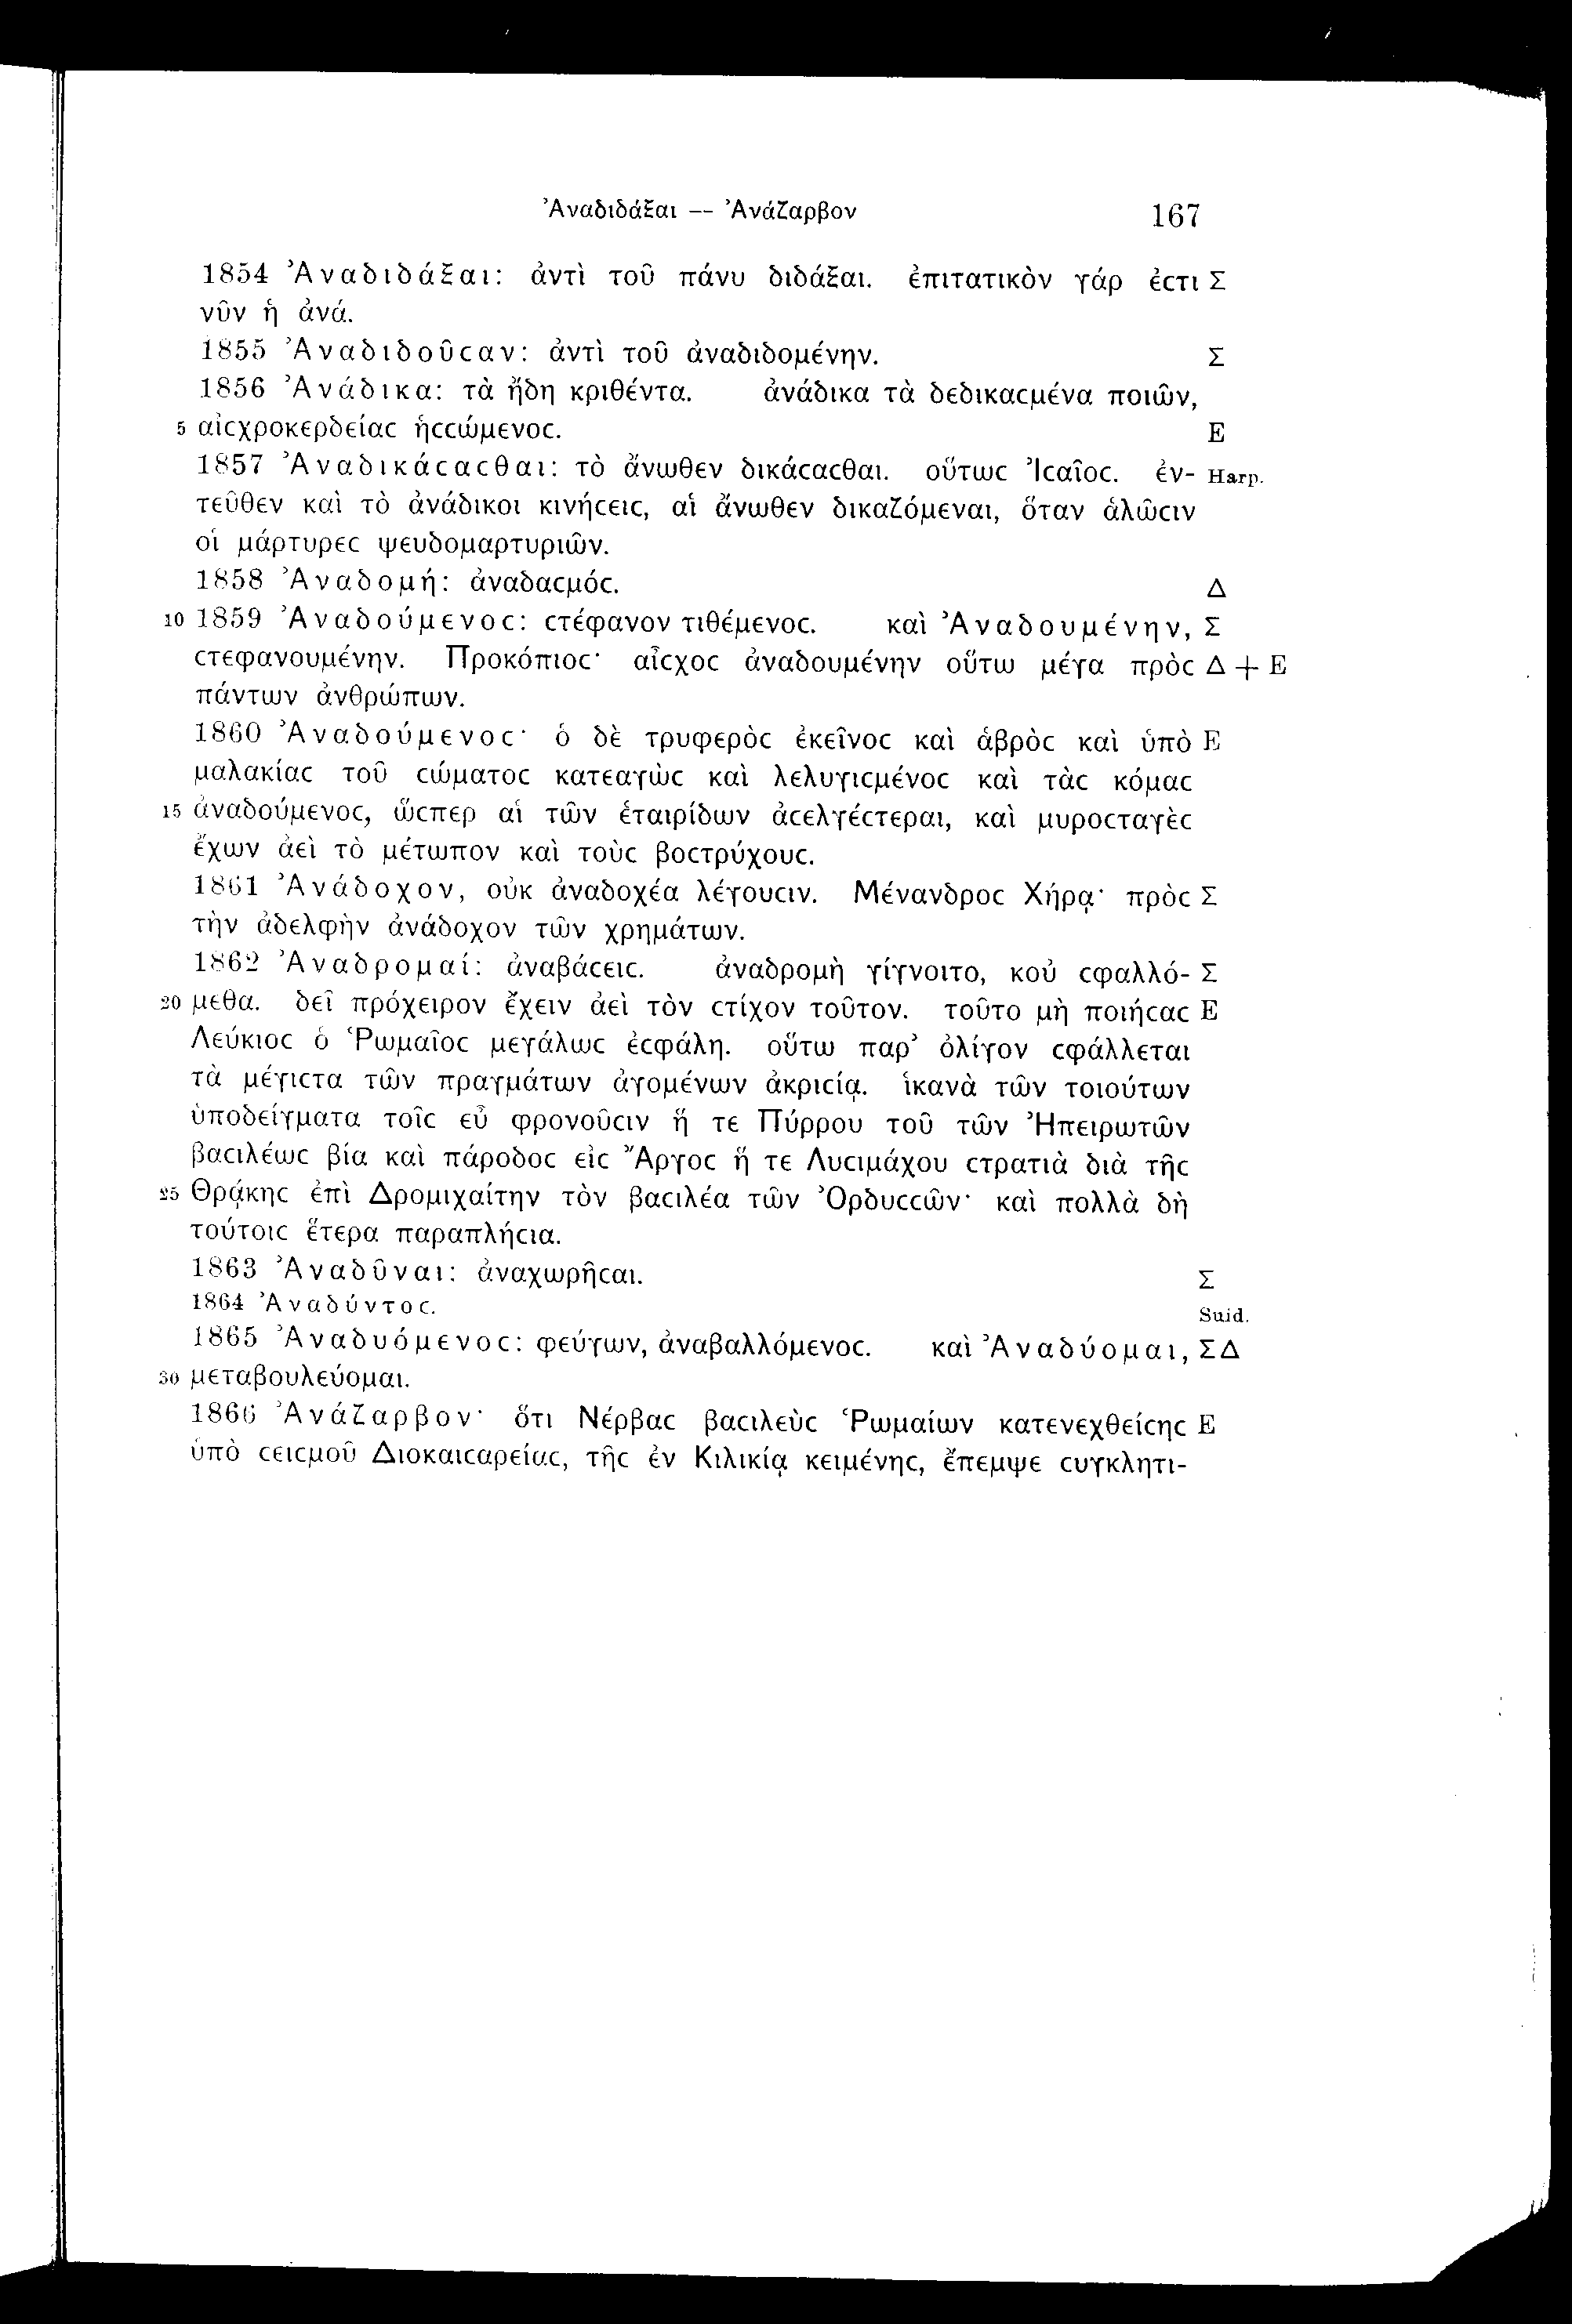 Ἀναδιδάξαι — Ἀνάζαρβον 167
1854 Ἀναδιδάξαι: ἀντὶ τοῦ πάνυ διδάξαι. ἐπιτατικὸν γάρ ἐϲτι Σ
νῦν ἡ ἀνά.
1855 Ἀναδιδοῦϲαν: ἀντὶ τοῦ ἀναδιδομένην. Σ
1856 Ἀνάδικα: τὰ ἤδη κριθέντα. ἀνάδικα τὰ δεδικαϲμένα ποιῶν,
5 αἰϲχροκερδείαϲ ἡϲϲώμενοϲ. E
1857 Ἀναδικάϲαϲθαι: τὸ ἄνωθεν δικάϲαϲθαι. οὕτωϲ Ἰϲαῖοϲ. ἐν- Harp.
τεῦθεν καὶ τὸ ἀνάδικοι κινήϲειϲ, αἱ ἄνωθεν δικαζόμεναι, ὅταν ἁλῶϲιν
οἱ μάρτυρεϲ ψευδομαρτυριῶν.
1858 Ἀναδομή: ἀναδαϲμόϲ. Δ
10 1859 Ἀναδούμενοϲ: ϲτέφανον τιθέμενοϲ. καὶ Ἀναδουμένην, Σ
ϲτεφανουμένην. Προκόπιοϲ· αἶϲχοϲ ἀναδουμένην οὕτω μέγα πρὸϲ Δ + E
πάντων ἀνθρώπων.
1860 Ἀναδούμενοϲ· ὁ δὲ τρυφερὸϲ ἐκεῖνοϲ καὶ ἁβρὸϲ καὶ ὑπὸ E
μαλακίαϲ τοῦ ϲώματοϲ κατεαγὼϲ καὶ λελυγιϲμένοϲ καὶ τὰϲ κόμαϲ
15 ἀναδούμενοϲ, ὥϲπερ αἱ τῶν ἑταιρίδων ἀϲελγέϲτεραι, καὶ μυροϲταγὲϲ
ἔχων ἀεὶ τὸ μέτωπον καὶ τοὺϲ βοϲτρύχουϲ.
1861 Ἀνάδοχον, οὐκ ἀναδοχέα λέγουϲιν. Μένανδροϲ Χήρᾳ· πρὸϲ Σ
τὴν ἀδελφὴν ἀνάδοχον τῶν χρημάτων.
1862 Ἀναδρομαί: ἀναβάϲειϲ. ἀναδρομὴ γίγνοιτο, κοὐ ϲφαλλό- Σ
20 μεθα. δεῖ πρόχειρον ἔχειν ἀεὶ τὸν ϲτίχον τοῦτον. τοῦτο μὴ ποιήϲαϲ E
Λεύκιοϲ ὁ Ῥωμαῖοϲ μεγάλωϲ ἐϲφάλη. οὕτω παρ’ ὀλίγον ϲφάλλεται
τὰ μέγιϲτα τῶν πραγμάτων ἀγομένων ἀκριϲίᾳ. ἱκανὰ τῶν τοιούτων
ὑποδείγματα τοῖϲ εὖ φρονοῦϲιν ἥ τε Πύρρου τοῦ τῶν Ἠπειρωτῶν
βαϲιλέωϲ βία καὶ πάροδοϲ εἰϲ Ἄργοϲ ἥ τε Λυϲιμάχου ϲτρατιὰ διὰ τῆϲ
25 Θρᾴκηϲ ἐπὶ Δρομιχαίτην τὸν βαϲιλέα τῶν Ὀρδυϲϲῶν· καὶ πολλὰ δὴ
τούτοιϲ ἕτερα παραπλήϲια.
1863 Ἀναδῦναι: ἀναχωρῆϲαι. Σ
1864 Ἀναδύντοϲ. Suid.
1865 Ἀναδυόμενοϲ: φεύγων, ἀναβαλλόμενοϲ. καὶ Ἀναδύομαι, ΣΔ
30 μεταβουλεύομαι.
1866 Ἀνάζαρβον· ὅτι Νέρβαϲ βαϲιλεὺϲ Ῥωμαίων κατενεχθείϲηϲ E
ὑπὸ ϲειϲμοῦ Διοκαιϲαρείαϲ, τῆϲ ἐν Κιλικίᾳ κειμένηϲ, ἔπεμψε ϲυγκλητι-